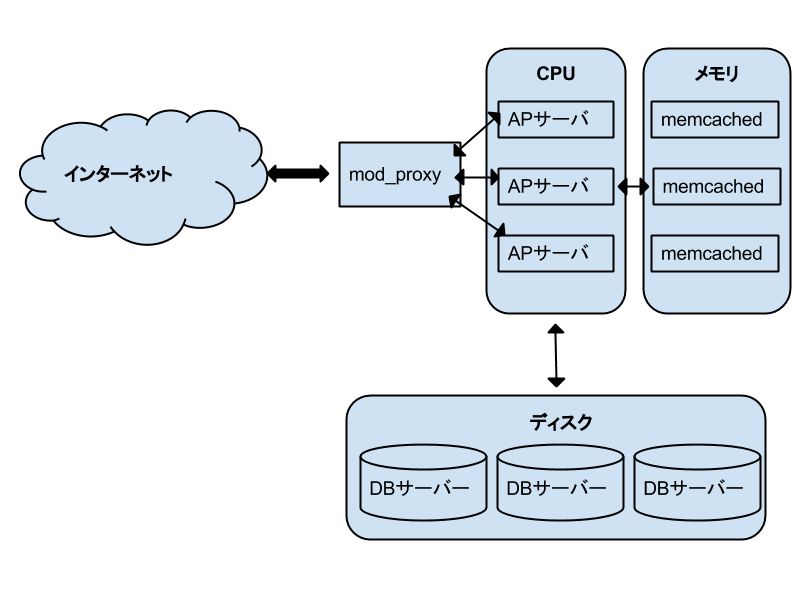 インターネット
mod_proxy
CPU
APサーバ
APサーバ
APサーバ
メモリ
memcached
memcached
memcached
ディスク
DBサーバー
DBサーバー
DBサーバー